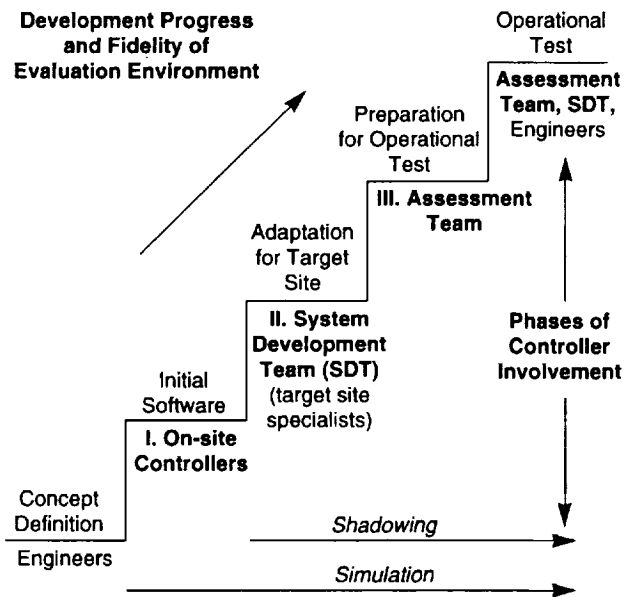 Development Progress
and Fidelity of
Evaluation Environment
Operational
Test
Assessment
Team, SDT,
Engineers
Preparation
for Operational
Test
III. Assessment
Team
Adaptation
for Target
Site
II. System
Development
Team (SDT)
(target site
specialists)
Phases of
Controller
Involvement
Initial
Software
I. On-site
Controllers
Concept
Definition
Engineers
Shadowing
Simulation